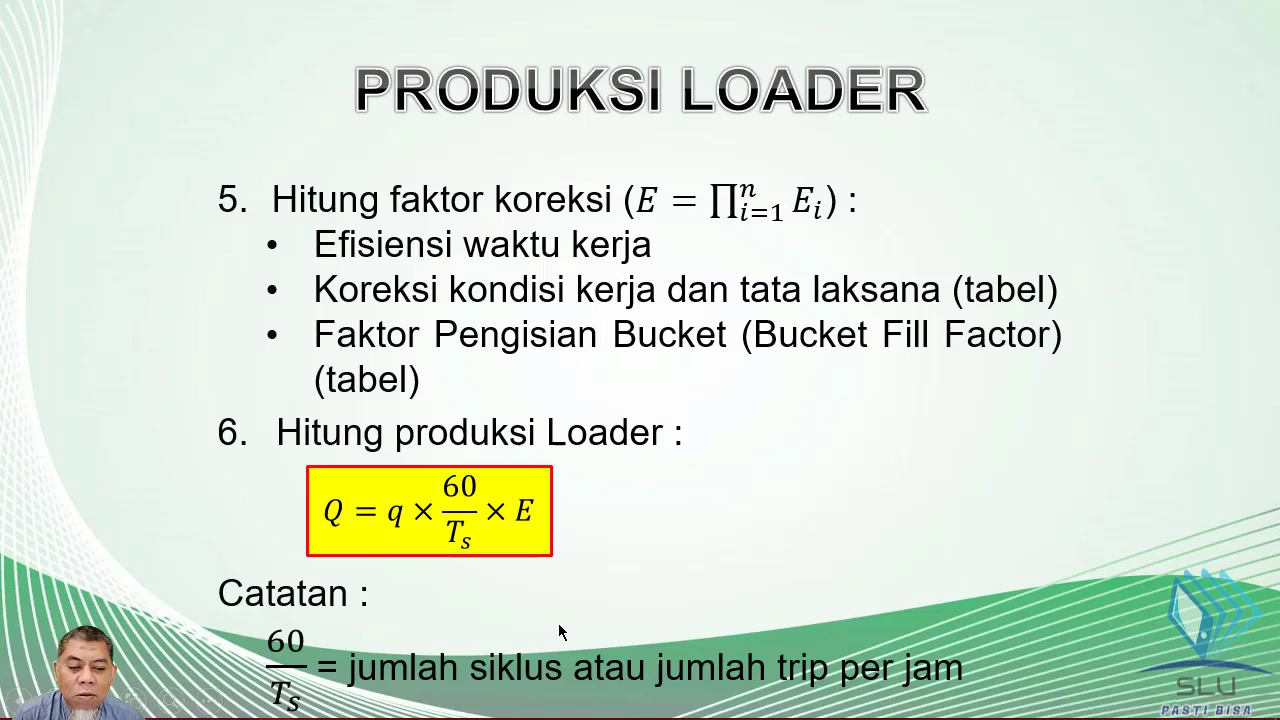 PRODUKSI LOADER
5. Hitung faktor koreksi (E = ∏ⁿᵢ₌₁ Eᵢ) :
• Efisiensi waktu kerja
• Koreksi kondisi kerja dan tata laksana (tabel)
• Faktor Pengisian Bucket (Bucket Fill Factor)
(tabel)
6. Hitung produksi Loader :
Q = q × 60/Tₛ × E
Catatan :
60/Tₛ = jumlah siklus atau jumlah trip per jam
SLU
PASTI BISA